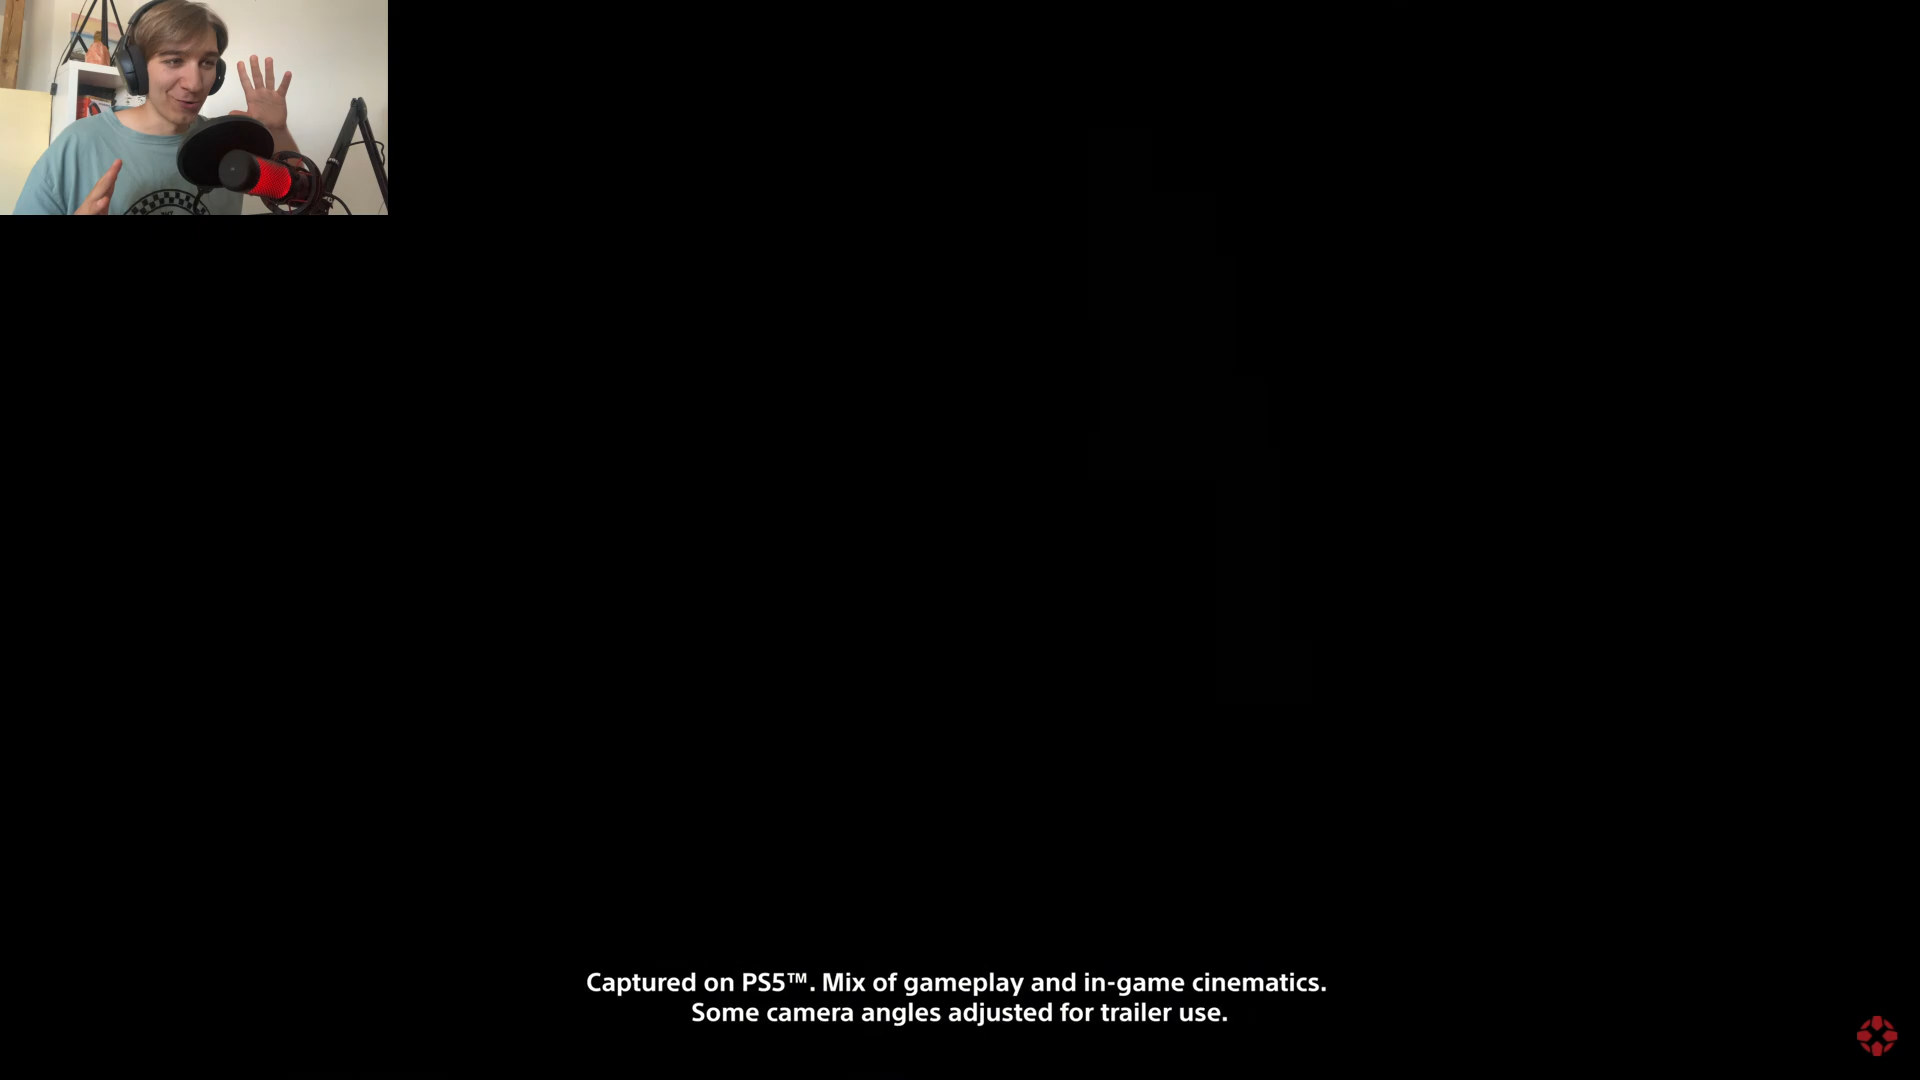 Captured on PS5™. Mix of gameplay and in-game cinematics.
Some camera angles adjusted for trailer use.